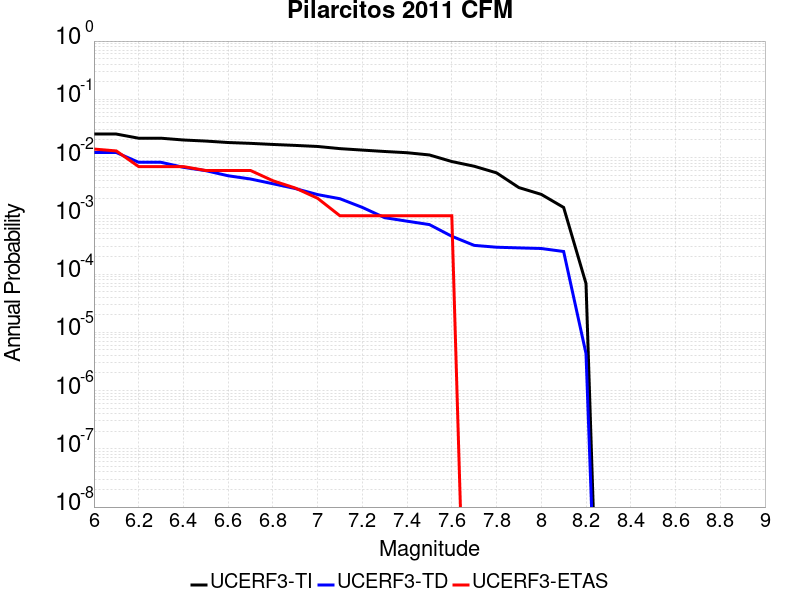 Pilarcitos 2011 CFM
10^0
10^-1
10^-2
10^-3
10^-4
10^-5
10^-6
10^-7
10^-8
Annual Probability
6 6.2 6.4 6.6 6.8 7 7.2 7.4 7.6 7.8 8 8.2 8.4 8.6 8.8 9
Magnitude
UCERF3-TI UCERF3-TD UCERF3-ETAS